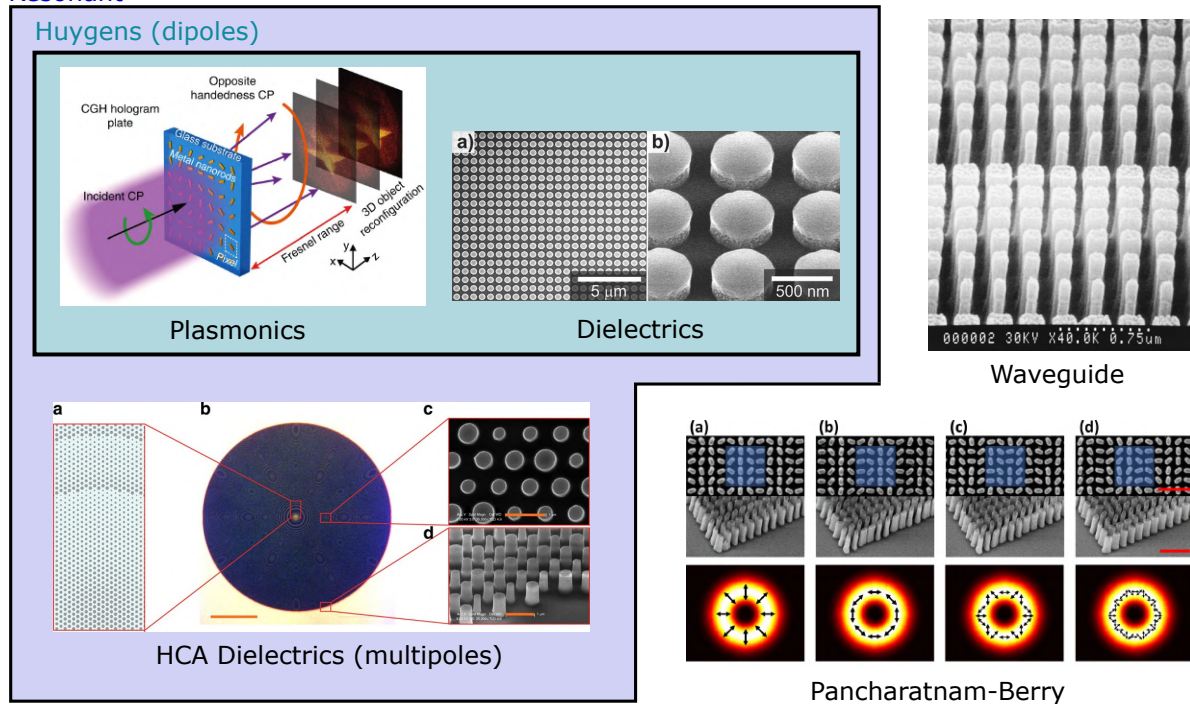 Resonant
Huygens (dipoles)
CGH hologram
plate
Opposite
handedness CP
Glass substrate
Metal nanorods
Incident CP
Pixel
Fresnel range
3D object
reconfiguration
x
y
z
Plasmonics
a)
5 µm
b)
500 nm
Dielectrics
000002 30KV X40.0K 0.75um
Waveguide
a
b
c
d
HCA Dielectrics (multipoles)
(a)
(b)
(c)
(d)
Pancharatnam-Berry